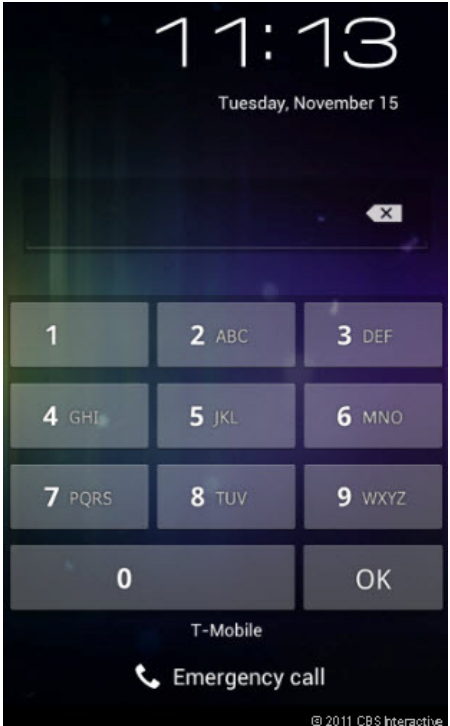 11:13
Tuesday, November 15
1 2 ABC 3 DEF
4 GHI 5 JKL 6 MNO
7 PQRS 8 TUV 9 WXYZ
0 OK
T-Mobile
Emergency call
© 2011 CBS Interactive